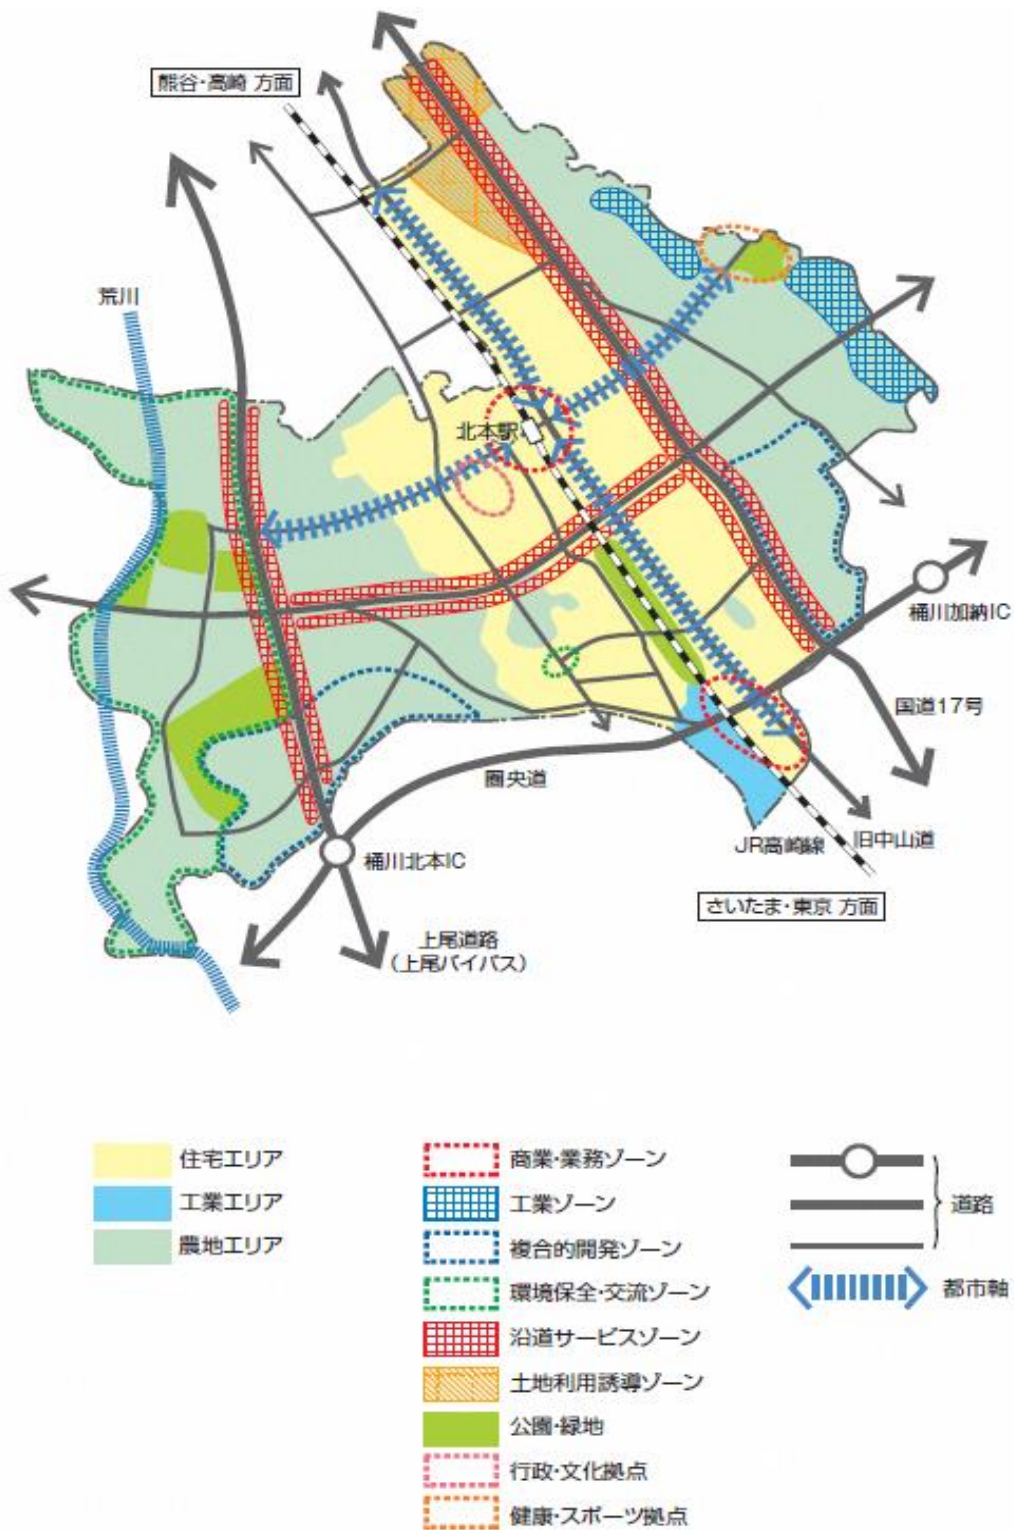 熊谷・高崎 方面
荒川
北本駅
桶川加納IC
国道17号
圏央道
JR高崎線
旧中山道
桶川北本IC
さいたま・東京 方面
上尾道路
（上尾バイパス）
住宅エリア
工業エリア
農地エリア
商業・業務ゾーン
工業ゾーン
複合的開発ゾーン
環境保全・交流ゾーン
沿道サービスゾーン
土地利用誘導ゾーン
公園・緑地
行政・文化拠点
健康・スポーツ拠点
道路
都市軸